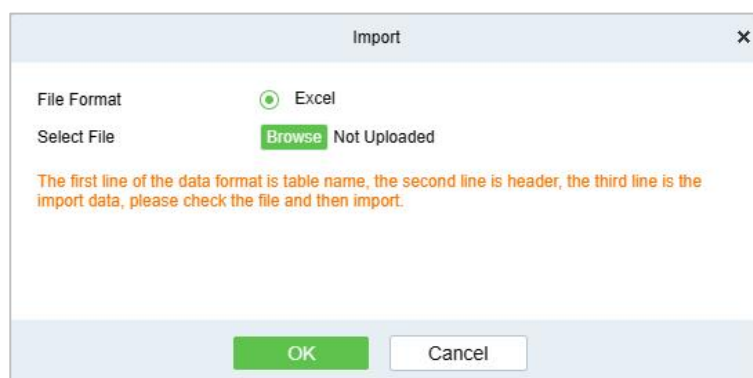 Import
File Format Excel
Select File Browse Not Uploaded
The first line of the data format is table name, the second line is header, the third line is the
import data, please check the file and then import.
OK Cancel